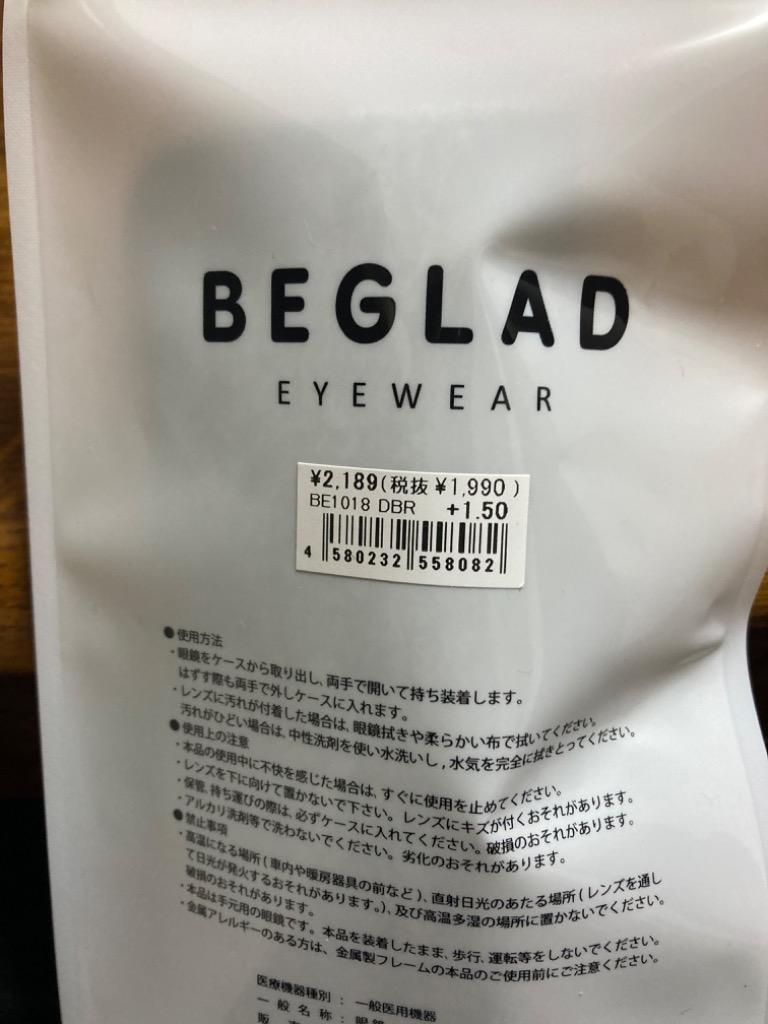 BEGLAD
EYEWEAR
¥2,189(税抜 ¥1,990 )
BE1018 DBR +1.50
4 580232 558082
●使用方法
・眼鏡をケースから取り出し、両手で開いて持ち装着します。
はずす際も両手で外しケースに入れます。
・レンズに汚れが付着した場合は、眼鏡拭きや柔らかい布で拭いてください。
汚れがひどい場合は、中性洗剤を使い水洗いし、水気を完全に拭きとってください。
●使用上の注意
・本品の使用中に不快を感じた場合は、すぐに使用を止めてください。
・レンズを下に向けて置かないで下さい。レンズにキズが付くおそれがあります。
・保管、持ち運びの際は、必ずケースに入れてください。破損のおそれがあります。
・アルカリ洗剤等で洗わないでください。劣化のおそれがあります。
●禁止事項
・高温になる場所(車内や暖房器具の前など)、直射日光のあたる場所(レンズを通し
て日光が発火するおそれがあります。)、及び高温多湿の場所に置かないでください。
破損のおそれがあります。
・本品は手元用の眼鏡です。本品を装着したまま、歩行、運転等をしないでください。
・金属アレルギーのある方は、金属製フレームの本品のご使用前にご注意ください。
医療機器種別 : 一般医用機器
一般名称 : 眼鏡